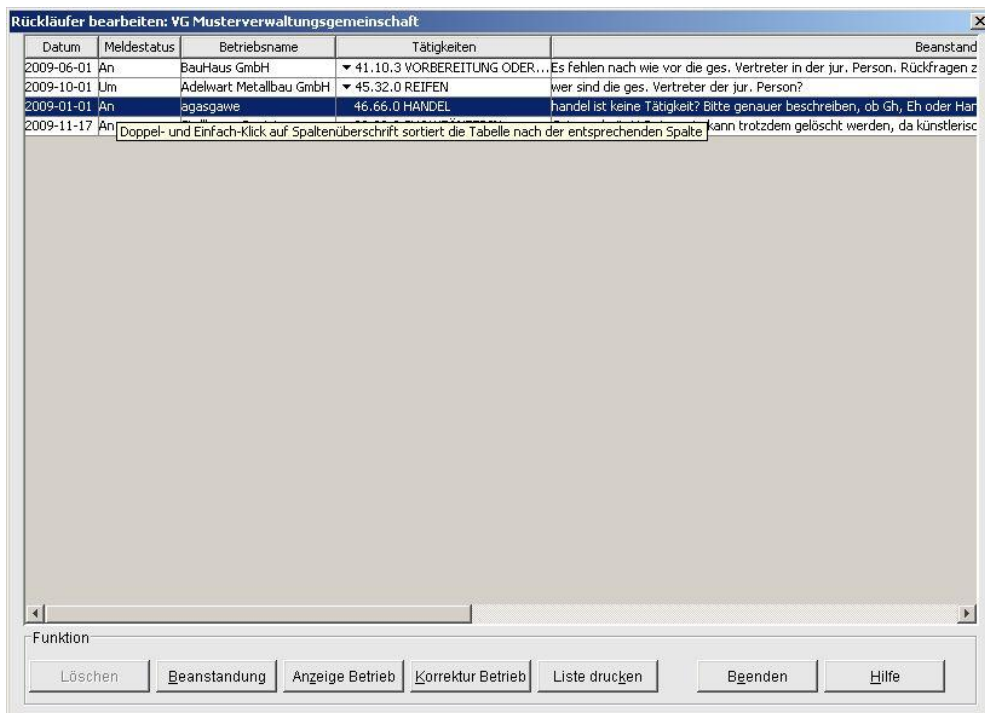 Rückläufer bearbeiten: VG Musterverwaltungsgemeinschaft
Datum Meldestatus Betriebsname Tätigkeiten Beanstand
2009-06-01 An BauHaus GmbH 41.10.3 VORBEREITUNG ODER... Es fehlen nach wie vor die ges. Vertreter in der jur. Person. Rückfragen z
2009-10-01 Um Adelwart Metallbau GmbH 45.32.0 REIFEN wer sind die ges. Vertreter der jur. Person?
2009-01-01 An agasgawe 46.66.0 HANDEL handel ist keine Tätigkeit? Bitte genauer beschreiben, ob Gh, Eh oder Han
2009-11-17 An kann trotzdem gelöscht werden, da künstlerisc
Doppel- und Einfach-Klick auf Spaltenüberschrift sortiert die Tabelle nach der entsprechenden Spalte
Funktion
Löschen Beanstandung Anzeige Betrieb Korrektur Betrieb Liste drucken Beenden Hilfe